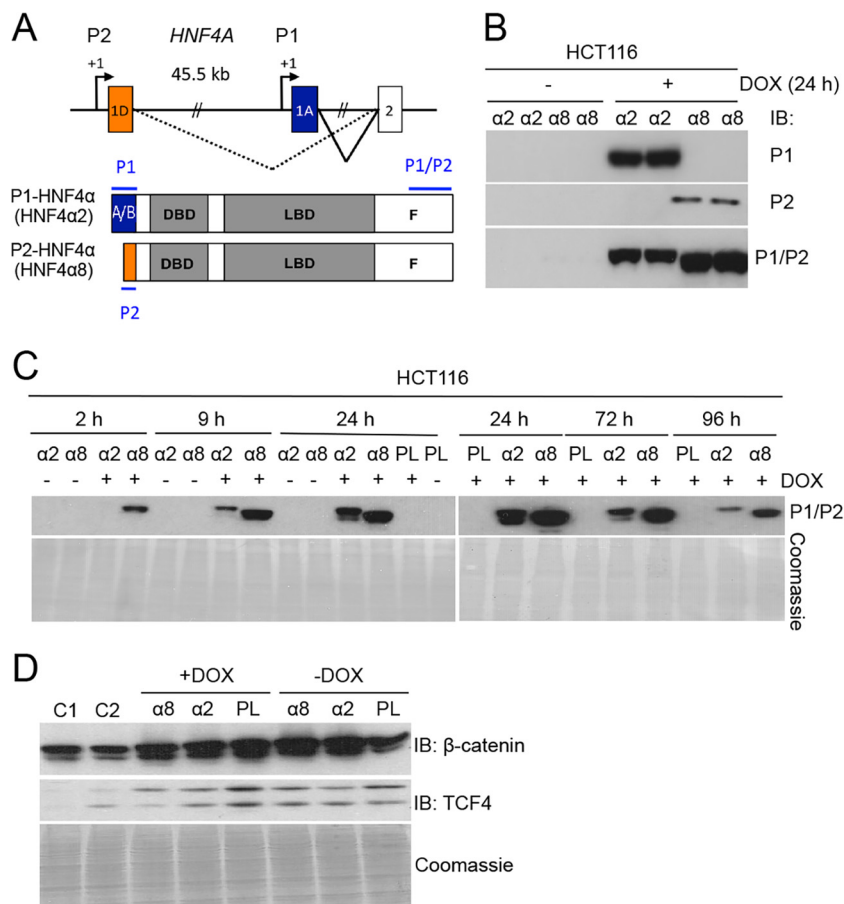 A
P2 HNF4A P1
+1 45.5 kb +1
1D // 1A // 2
P1 P1/P2
P1-HNF4α
(HNF4α2)
A/B DBD LBD F
P2-HNF4α
(HNF4α8)
DBD LBD F
P2
B
HCT116
- + DOX (24 h)
α2 α2 α8 α8 α2 α2 α8 α8 IB:
P1
P2
P1/P2
C
HCT116
2 h 9 h 24 h 24 h 72 h 96 h
α2 α8 α2 α8 α2 α8 α2 α8 α2 α8 α2 α8 PL PL PL α2 α8 PL α2 α8 PL α2 α8
- - + + - - + + - - + + + - + + + + + + + + + DOX
P1/P2
Coomassie
D
+DOX -DOX
C1 C2 α8 α2 PL α8 α2 PL
IB: β-catenin
IB: TCF4
Coomassie